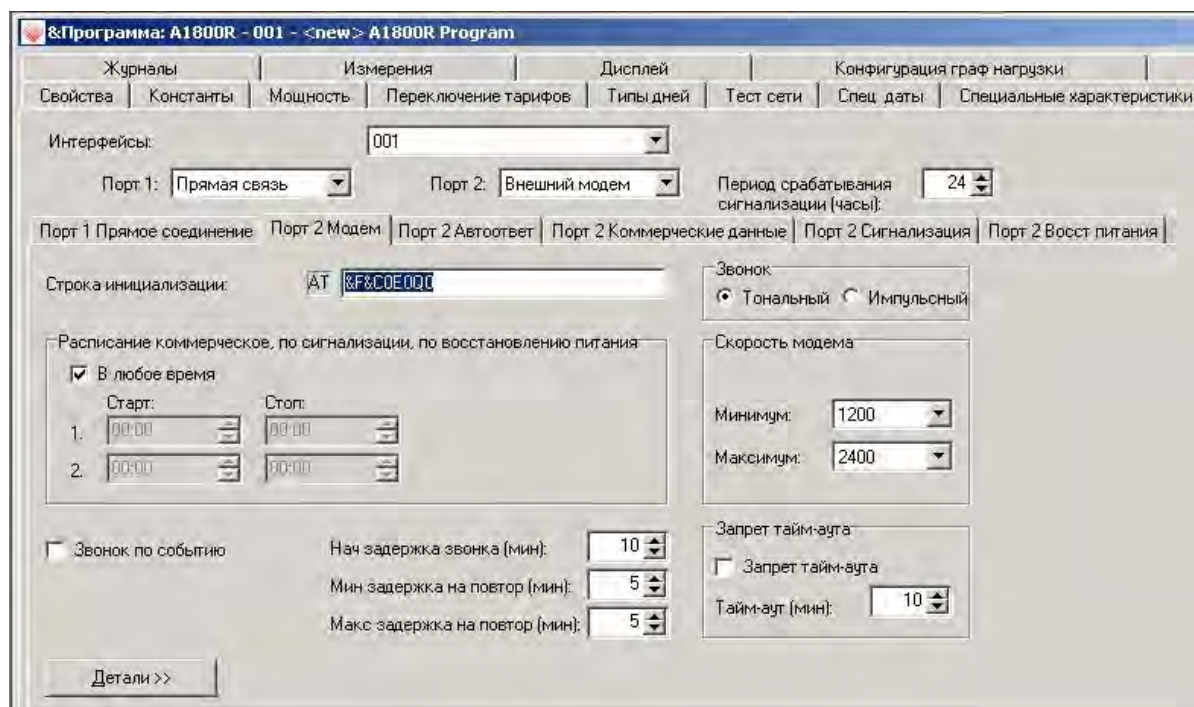 &Программа: A1800R - 001 - <new> A1800R Program
Журналы Измерения Дисплей Конфигурация граф нагрузки
Свойства Константы Мощность Переключение тарифов Типы дней Тест сети Спец. даты Специальные характеристики
Интерфейсы: 001
Порт 1: Прямая связь Порт 2: Внешний модем Период срабатывания 24
сигнализации (часы):
Порт 1 Прямое соединение Порт 2 Модем Порт 2 Автоответ Порт 2 Коммерческие данные Порт 2 Сигнализация Порт 2 Восст питания
Строка инициализации: AT &F&C0E0Q0
Звонок
Тональный Импульсный
Расписание коммерческое, по сигнализации, по восстановлению питания
В любое время
Старт: Стоп:
1. 00:00 00:00
2. 00:00 00:00
Скорость модема
Минимум: 1200
Максимум: 2400
Звонок по событию
Нач задержка звонка (мин): 10
Мин задержка на повтор (мин): 5
Макс задержка на повтор (мин): 5
Запрет тайм-аута
Запрет тайм-аута
Тайм-аут (мин): 10
Детали >>